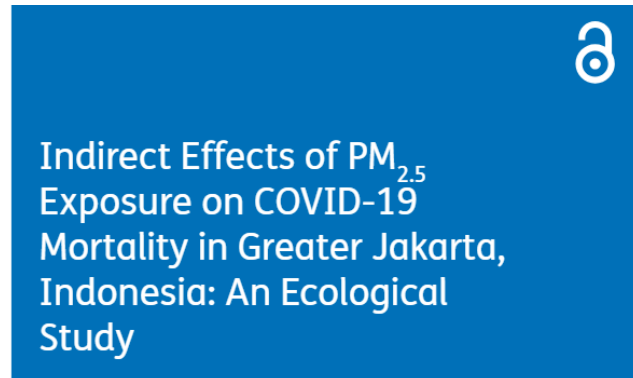 Indirect Effects of PM2.5
Exposure on COVID-19
Mortality in Greater Jakarta,
Indonesia: An Ecological
Study